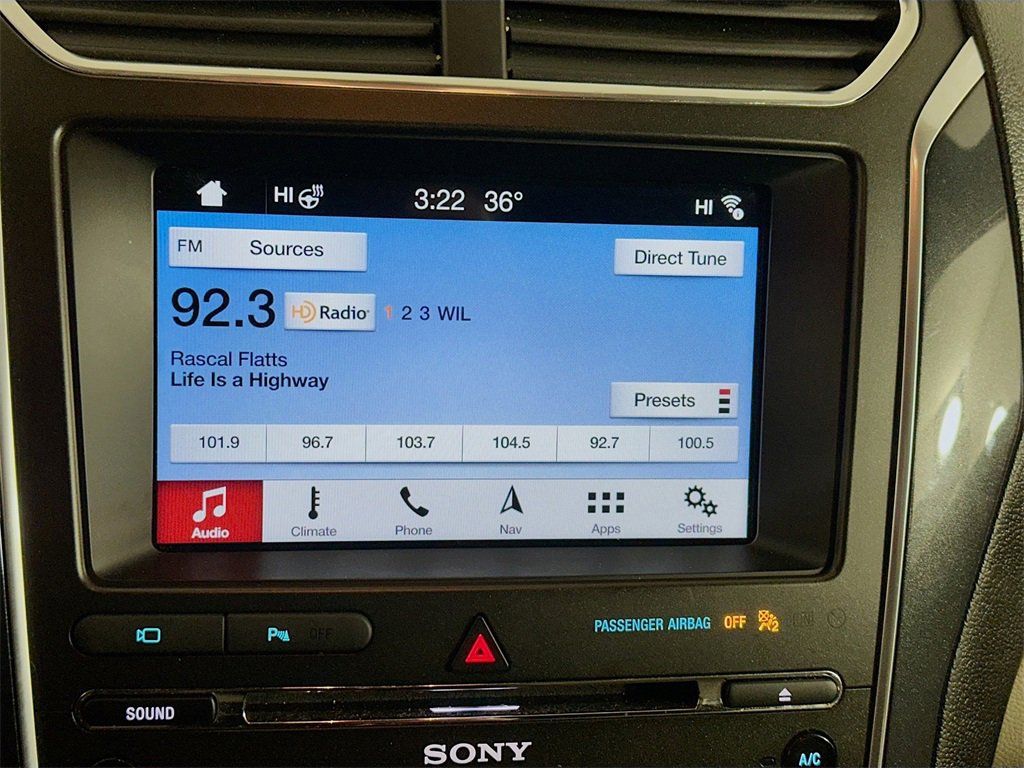 HI 3:22 36° HI
FM Sources
Direct Tune
92.3 HD Radio 1 2 3 WIL
Rascal Flatts
Life Is a Highway
Presets
101.9 96.7 103.7 104.5 92.7 100.5
Audio Climate Phone Nav Apps Settings
P OFF
PASSENGER AIRBAG OFF 2 ON
SOUND
SONY
A/C